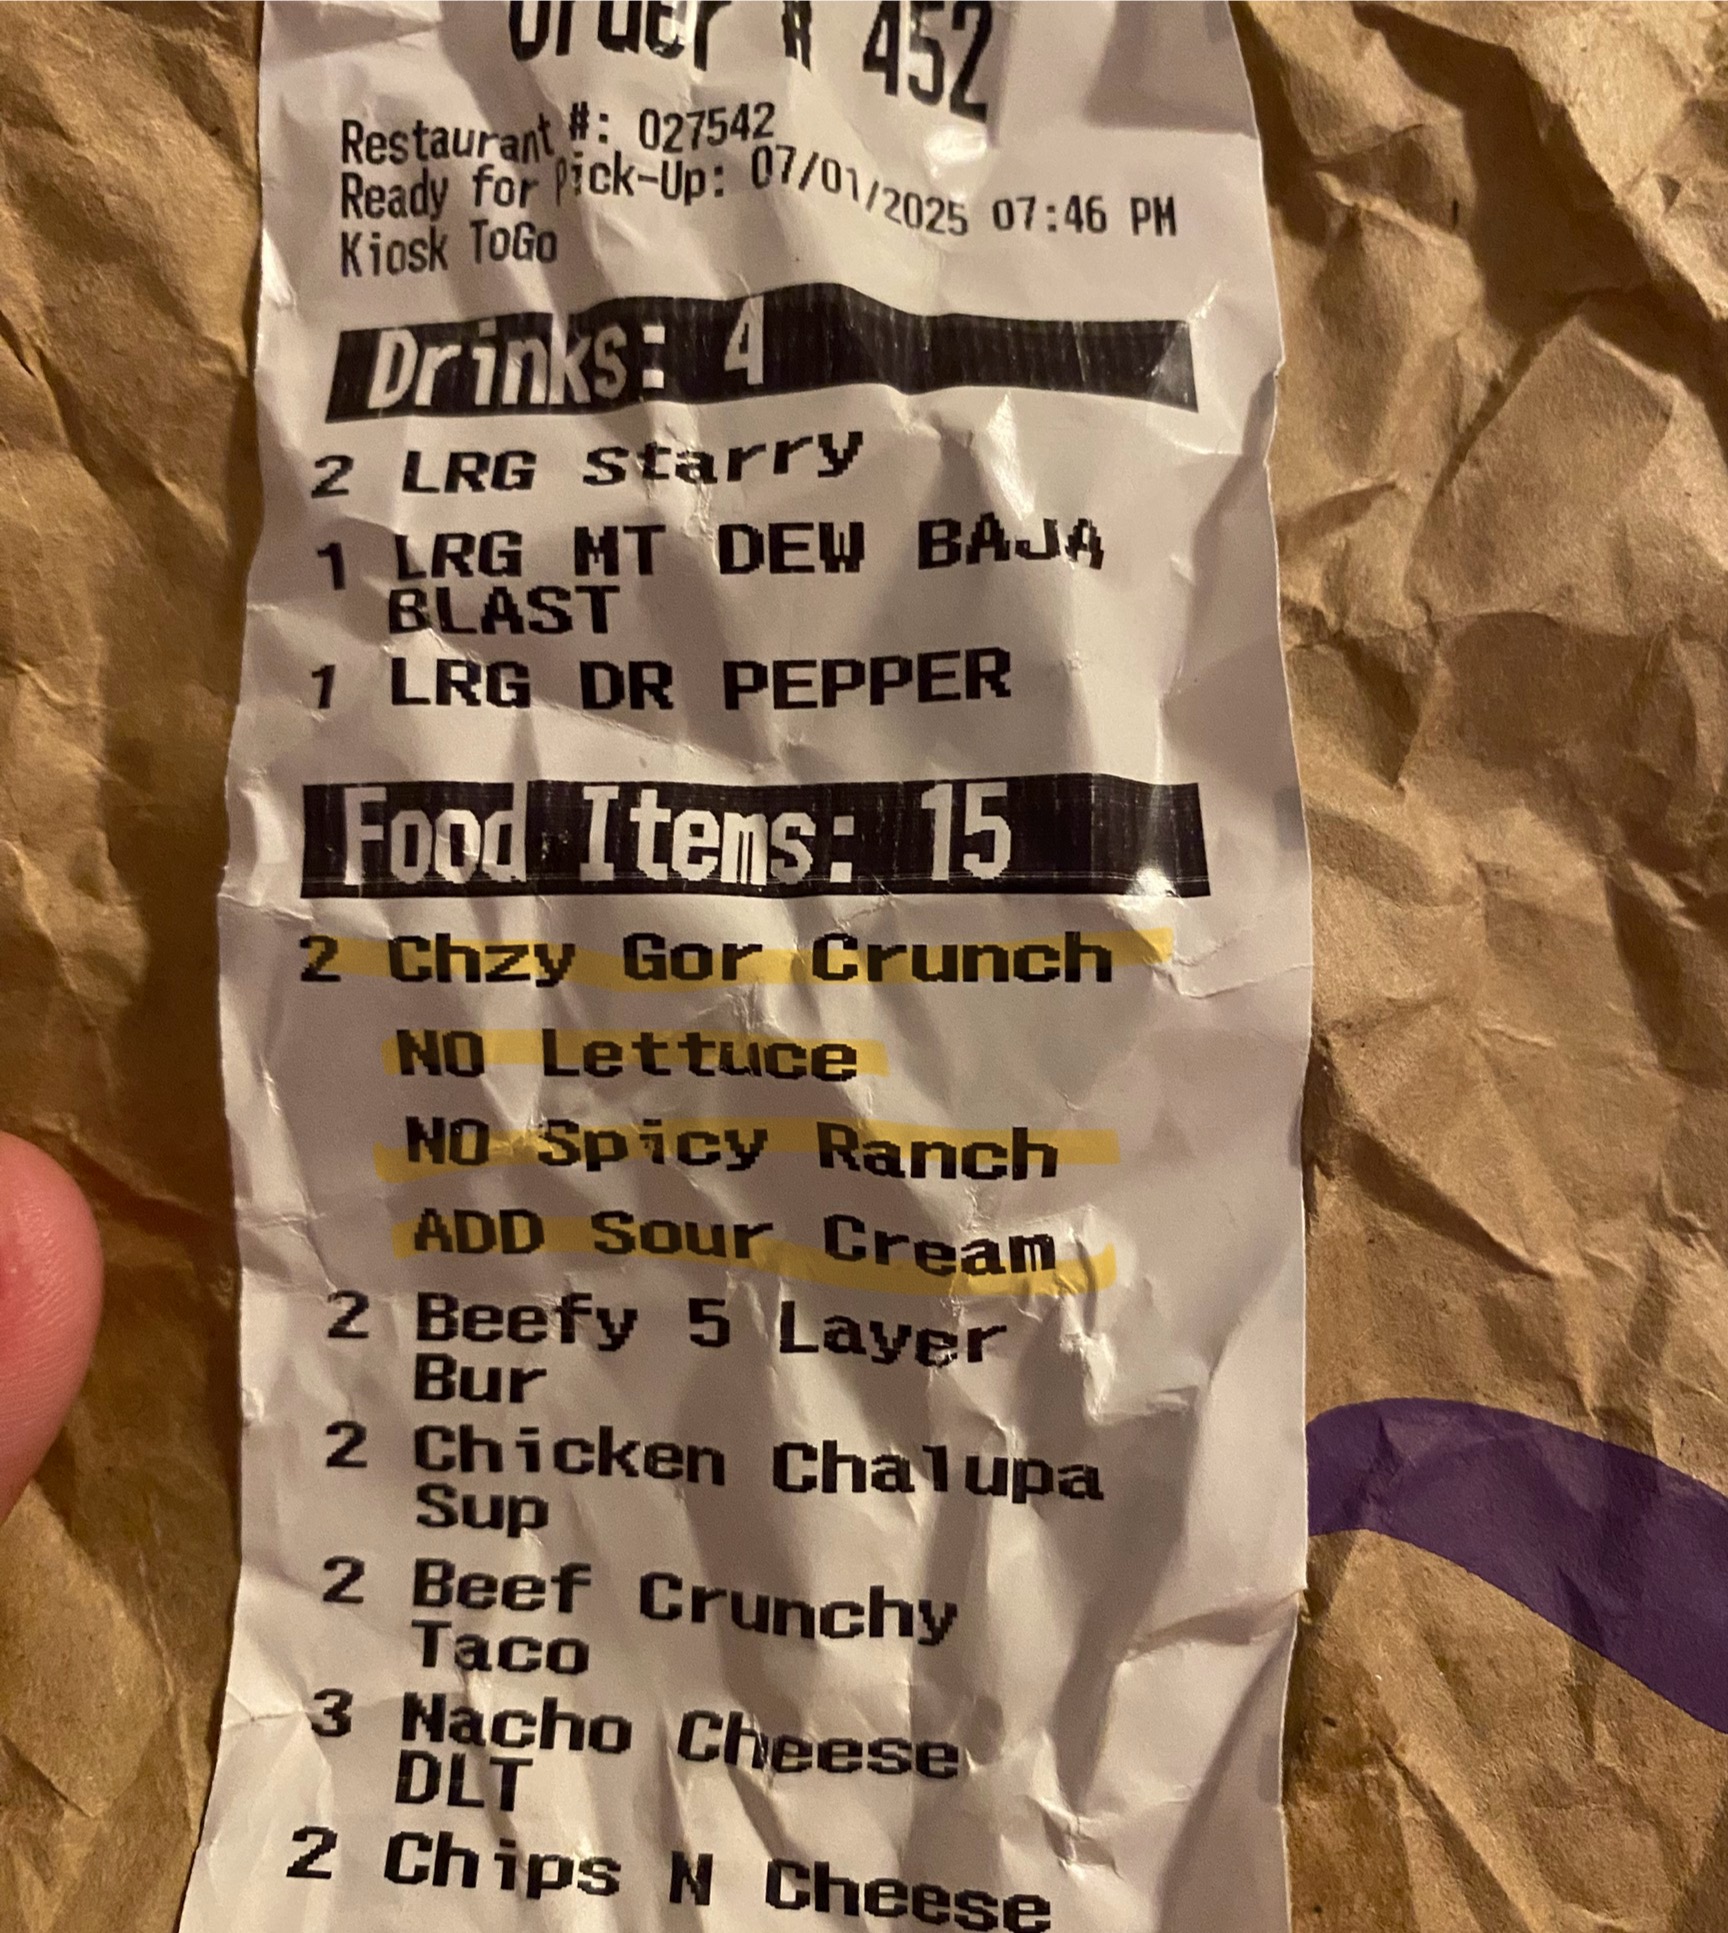 Order # 452
Restaurant #: 027542
Ready for Pick-Up: 07/01/2025 07:46 PM
Kiosk ToGo
Drinks: 4
2 LRG Starry
1 LRG MT DEW BAJA
BLAST
1 LRG DR PEPPER
Food Items: 15
2 Chzy Gor Crunch
NO Lettuce
NO Spicy Ranch
ADD Sour Cream
2 Beefy 5 Layer
Bur
2 Chicken Chalupa
Sup
2 Beef Crunchy
Taco
3 Nacho Cheese
DLT
2 Chips N Cheese